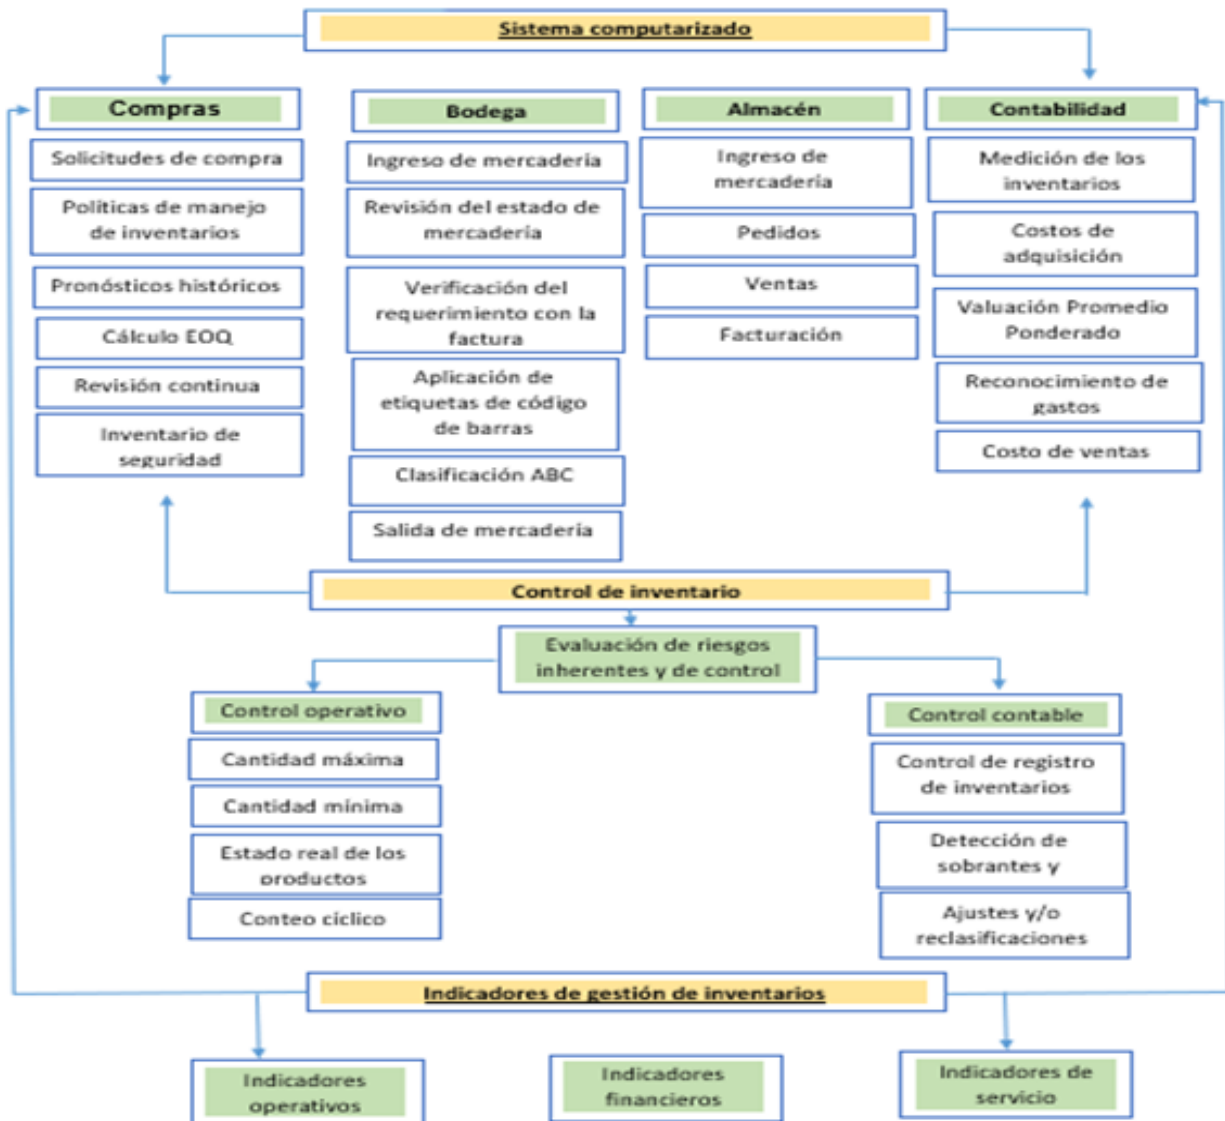 Sistema computarizado
Compras
Solicitudes de compra
Políticas de manejo
de inventarios
Pronósticos históricos
Cálculo EOQ
Revisión continua
Inventario de
seguridad
Bodega
Ingreso de mercadería
Revisión del estado de
mercadería
Verificación del
requerimiento con la
factura
Aplicación de
etiquetas de código
de barras
Clasificación ABC
Salida de mercadería
Almacén
Ingreso de
mercadería
Pedidos
Ventas
Facturación
Contabilidad
Medición de los
inventarios
Costos de
adquisición
Valuación Promedio
Ponderado
Reconocimiento de
gastos
Costo de ventas
Control de inventario
Evaluación de riesgos
inherentes y de control
Control operativo
Cantidad máxima
Cantidad mínima
Estado real de los
productos
Conteo cíclico
Control contable
Control de registro
de inventarios
Detección de
sobrantes y
Ajustes y/o
reclasificaciones
Indicadores de gestión de inventarios
Indicadores
operativos
Indicadores
financieros
Indicadores de
servicio